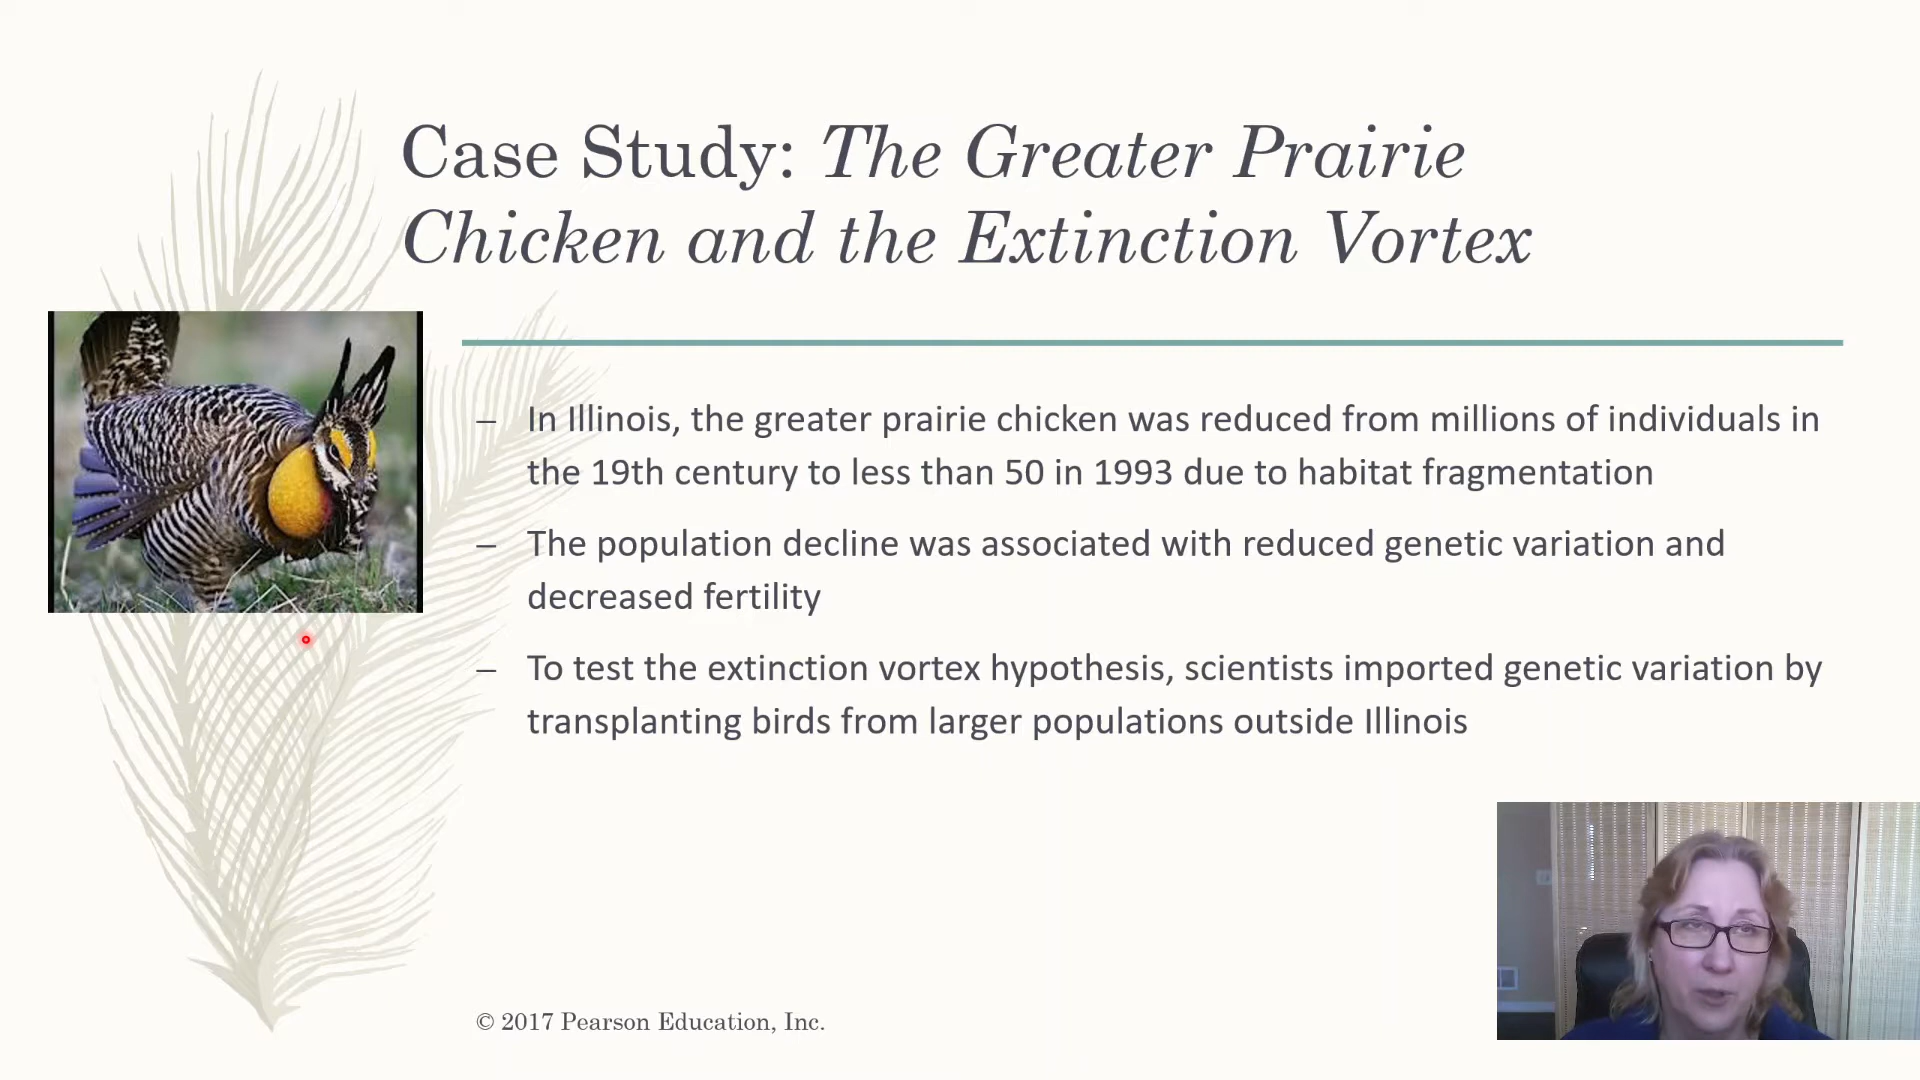 Case Study: The Greater Prairie
Chicken and the Extinction Vortex
– In Illinois, the greater prairie chicken was reduced from millions of individuals in
the 19th century to less than 50 in 1993 due to habitat fragmentation
– The population decline was associated with reduced genetic variation and
decreased fertility
– To test the extinction vortex hypothesis, scientists imported genetic variation by
transplanting birds from larger populations outside Illinois
© 2017 Pearson Education, Inc.